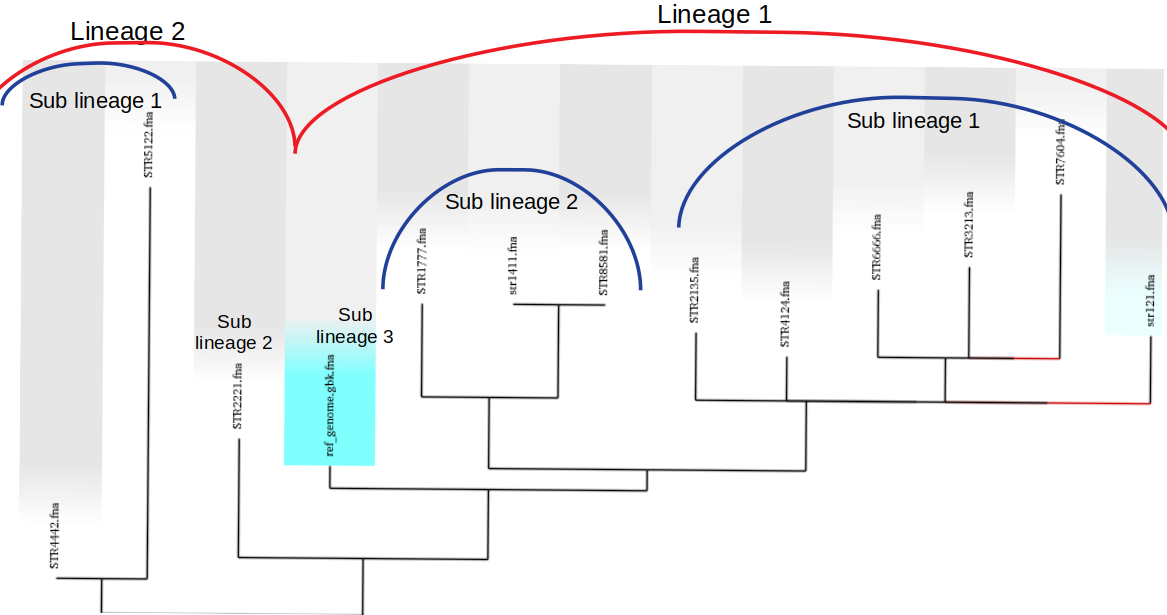 Lineage 1
Lineage 2
Sub lineage 1
Sub lineage 1
STR5122.fna
STR7604.fna
Sub lineage 2
STR3213.fna
STR6666.fna
STR1777.fna
str1411.fna
STR8581.fna
STR2135.fna
STR4124.fna
str121.fna
Sub
lineage 2
Sub
lineage 3
STR2221.fna
ref_genome.gbk.fna
STR4442.fna